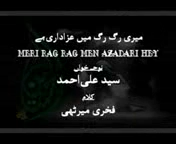 میری رگ رگ میں عزاداری ہے
MERI RAG RAG MEN AZADARI HEY
نوحہ خواں
سید علی احمد
کلام
فخری میرٹھی